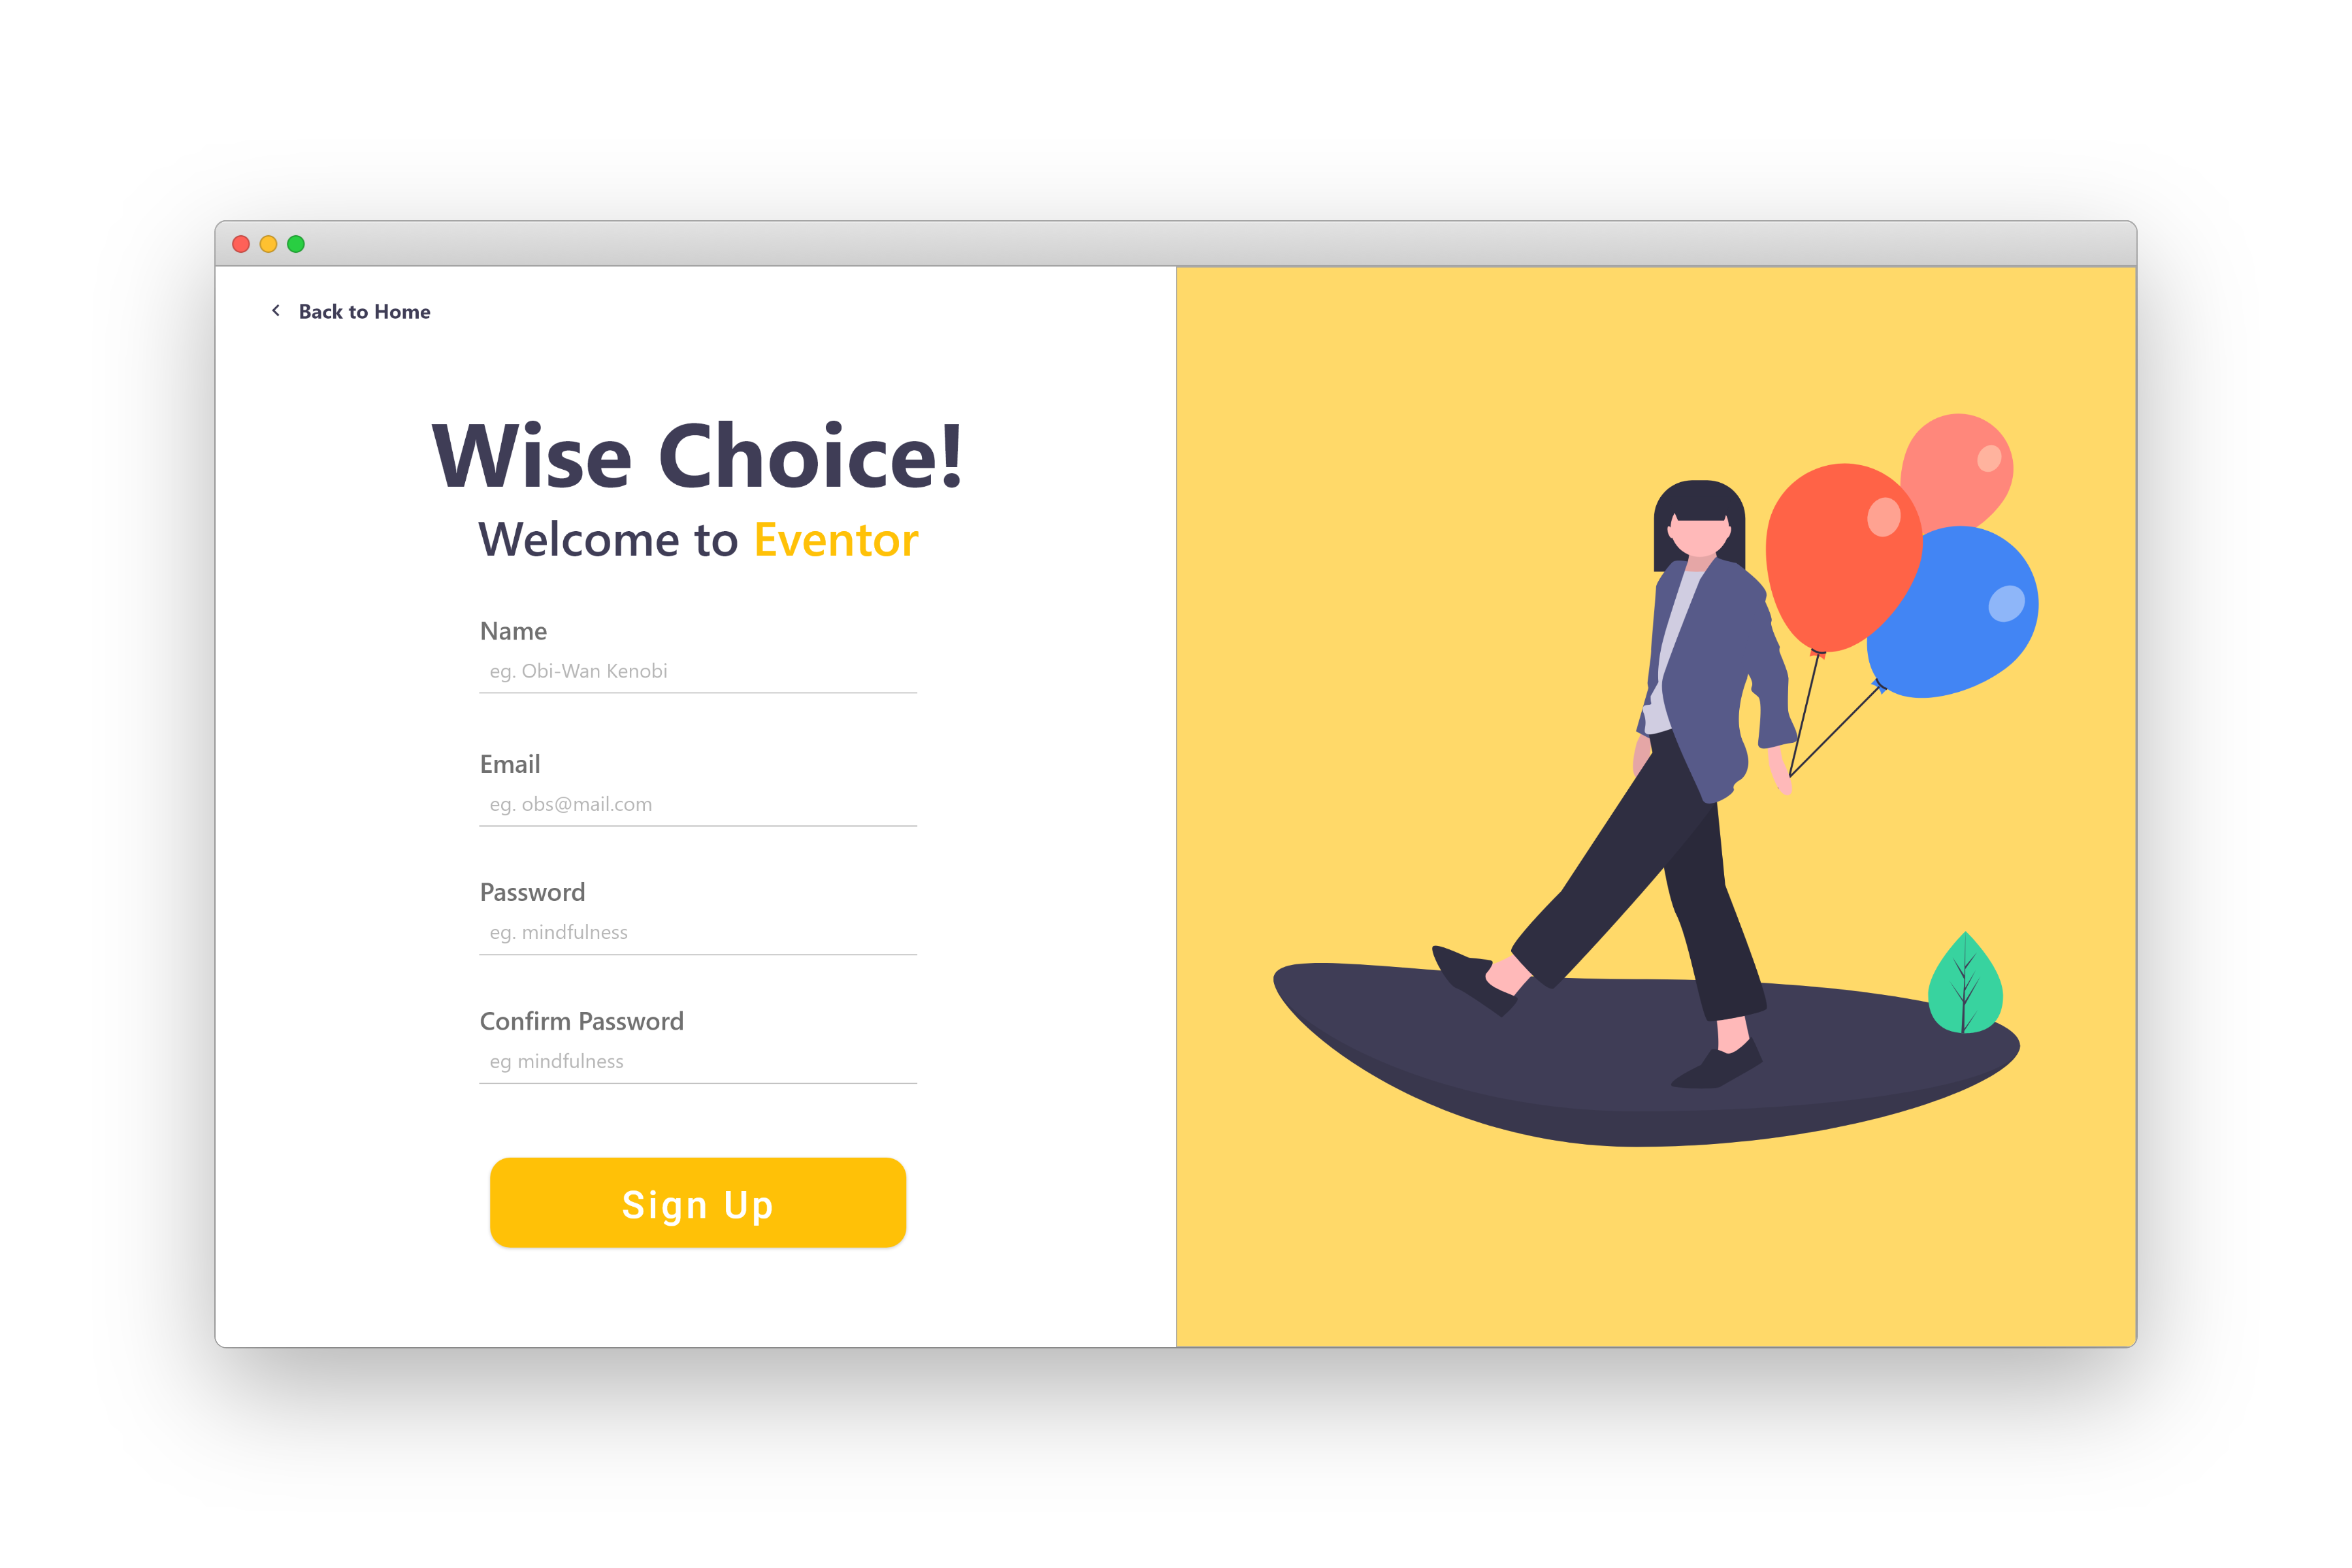 Back to Home
Wise Choice!
Welcome to Eventor
Name
eg. Obi-Wan Kenobi
Email
eg. obs@mail.com
Password
eg. mindfulness
Confirm Password
eg mindfulness
Sign Up